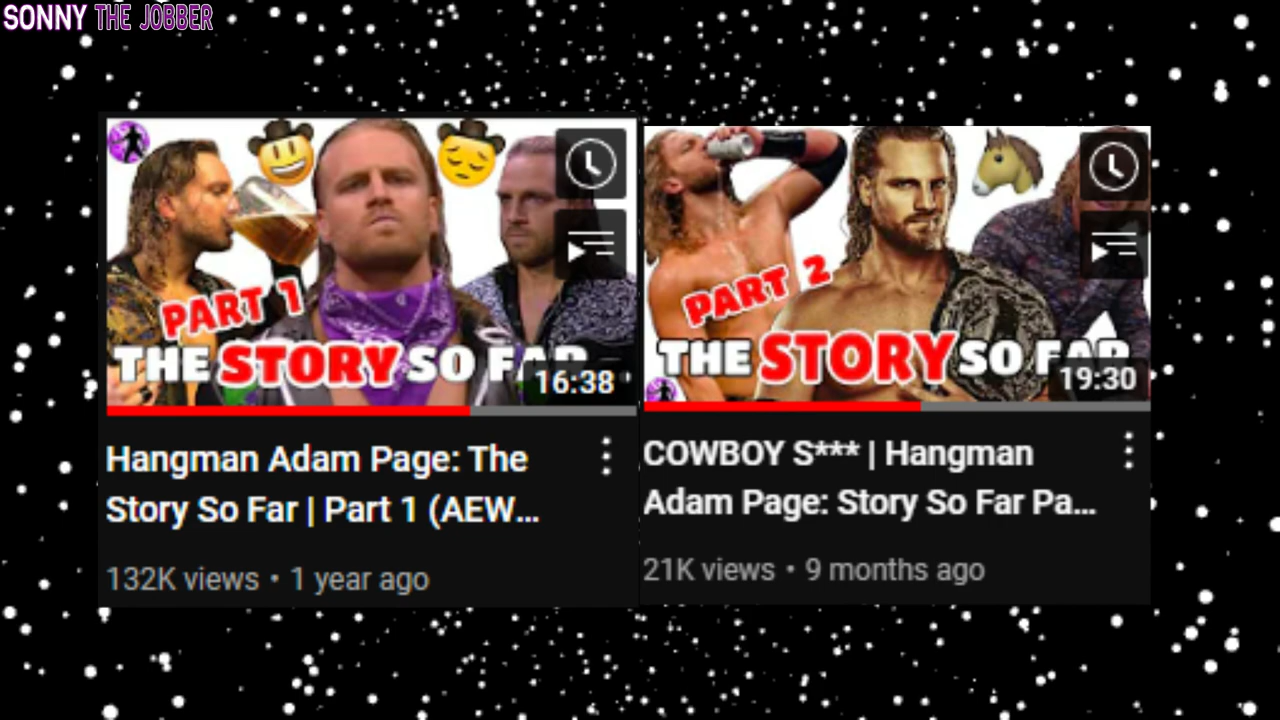 SONNY THE JOBBER
PART 1
THE STORY SO FAR
16:38
Hangman Adam Page: The
Story So Far | Part 1 (AEW...
132K views • 1 year ago
PART 2
THE STORY SO FAR
19:30
COWBOY S*** | Hangman
Adam Page: Story So Far Pa...
21K views • 9 months ago